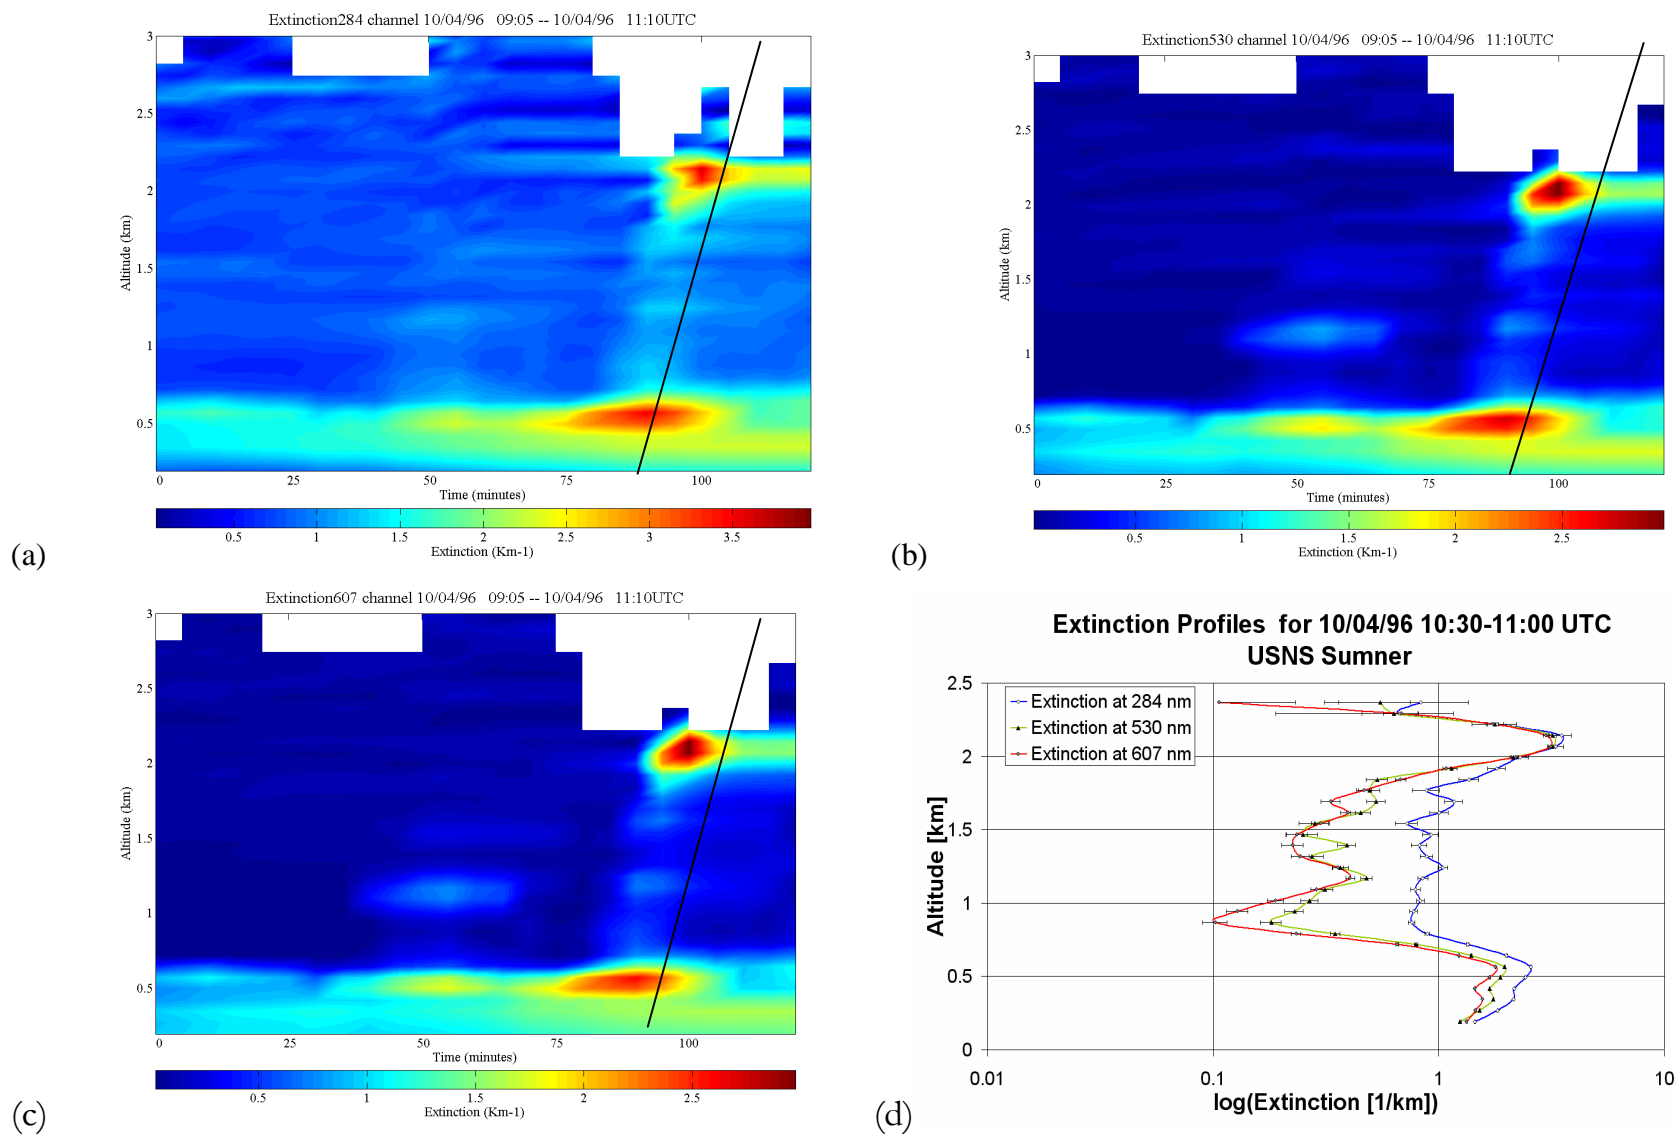 Extinction284 channel 10/04/96 09:05 -- 10/04/96 11:10UTC
3
2.5
2
1.5
1
0.5
Altitude (km)
0 25 50 75 100
Time (minutes)
0.5 1 1.5 2 2.5 3 3.5
Extinction (Km-1)
(a)
Extinction530 channel 10/04/96 09:05 -- 10/04/96 11:10UTC
3
2.5
2
1.5
1
0.5
Altitude (km)
0 25 50 75 100
Time (minutes)
0.5 1 1.5 2 2.5
Extinction (Km-1)
(b)
Extinction607 channel 10/04/96 09:05 -- 10/04/96 11:10UTC
3
2.5
2
1.5
1
0.5
Altitude (km)
0 25 50 75 100
Time (minutes)
0.5 1 1.5 2 2.5
Extinction (Km-1)
(c)
Extinction Profiles for 10/04/96 10:30-11:00 UTC
USNS Sumner
Extinction at 284 nm
Extinction at 530 nm
Extinction at 607 nm
2.5
2
1.5
1
0.5
0
Altitude [km]
0.01 0.1 1 10
log(Extinction [1/km])
(d)